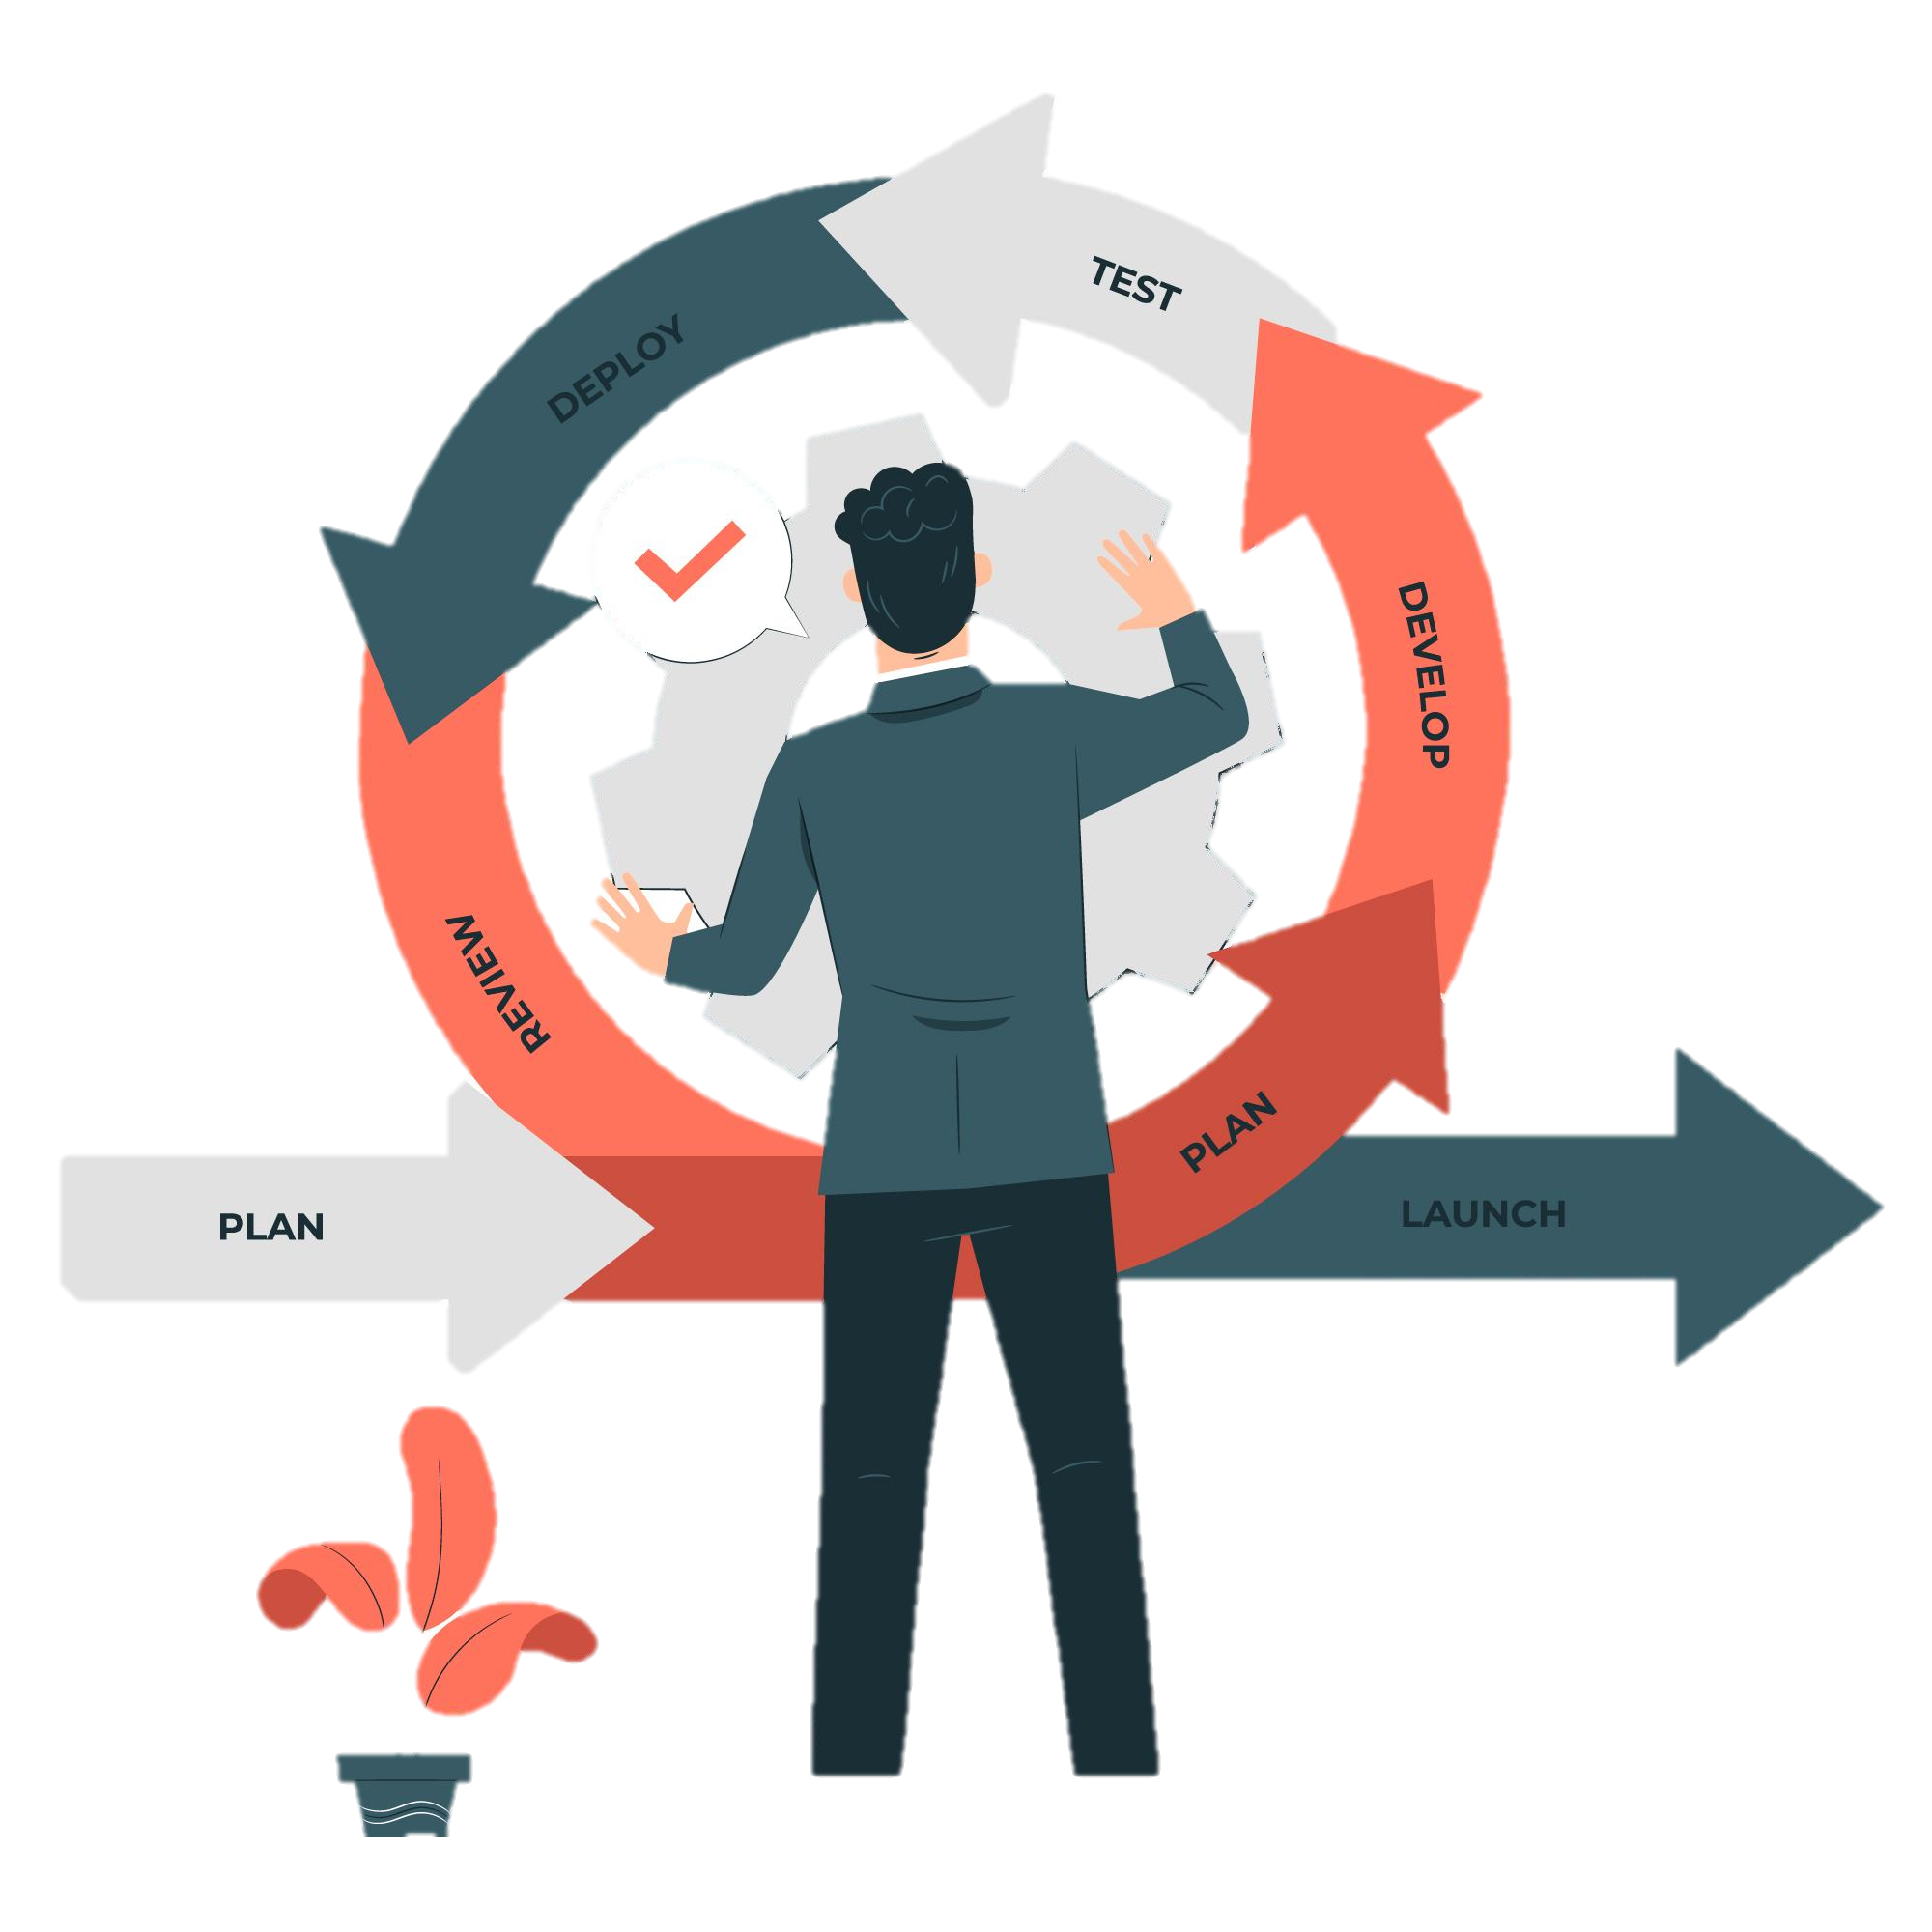 TEST
DEPLOY
DEVELOP
REVIEW
PLAN
PLAN
LAUNCH